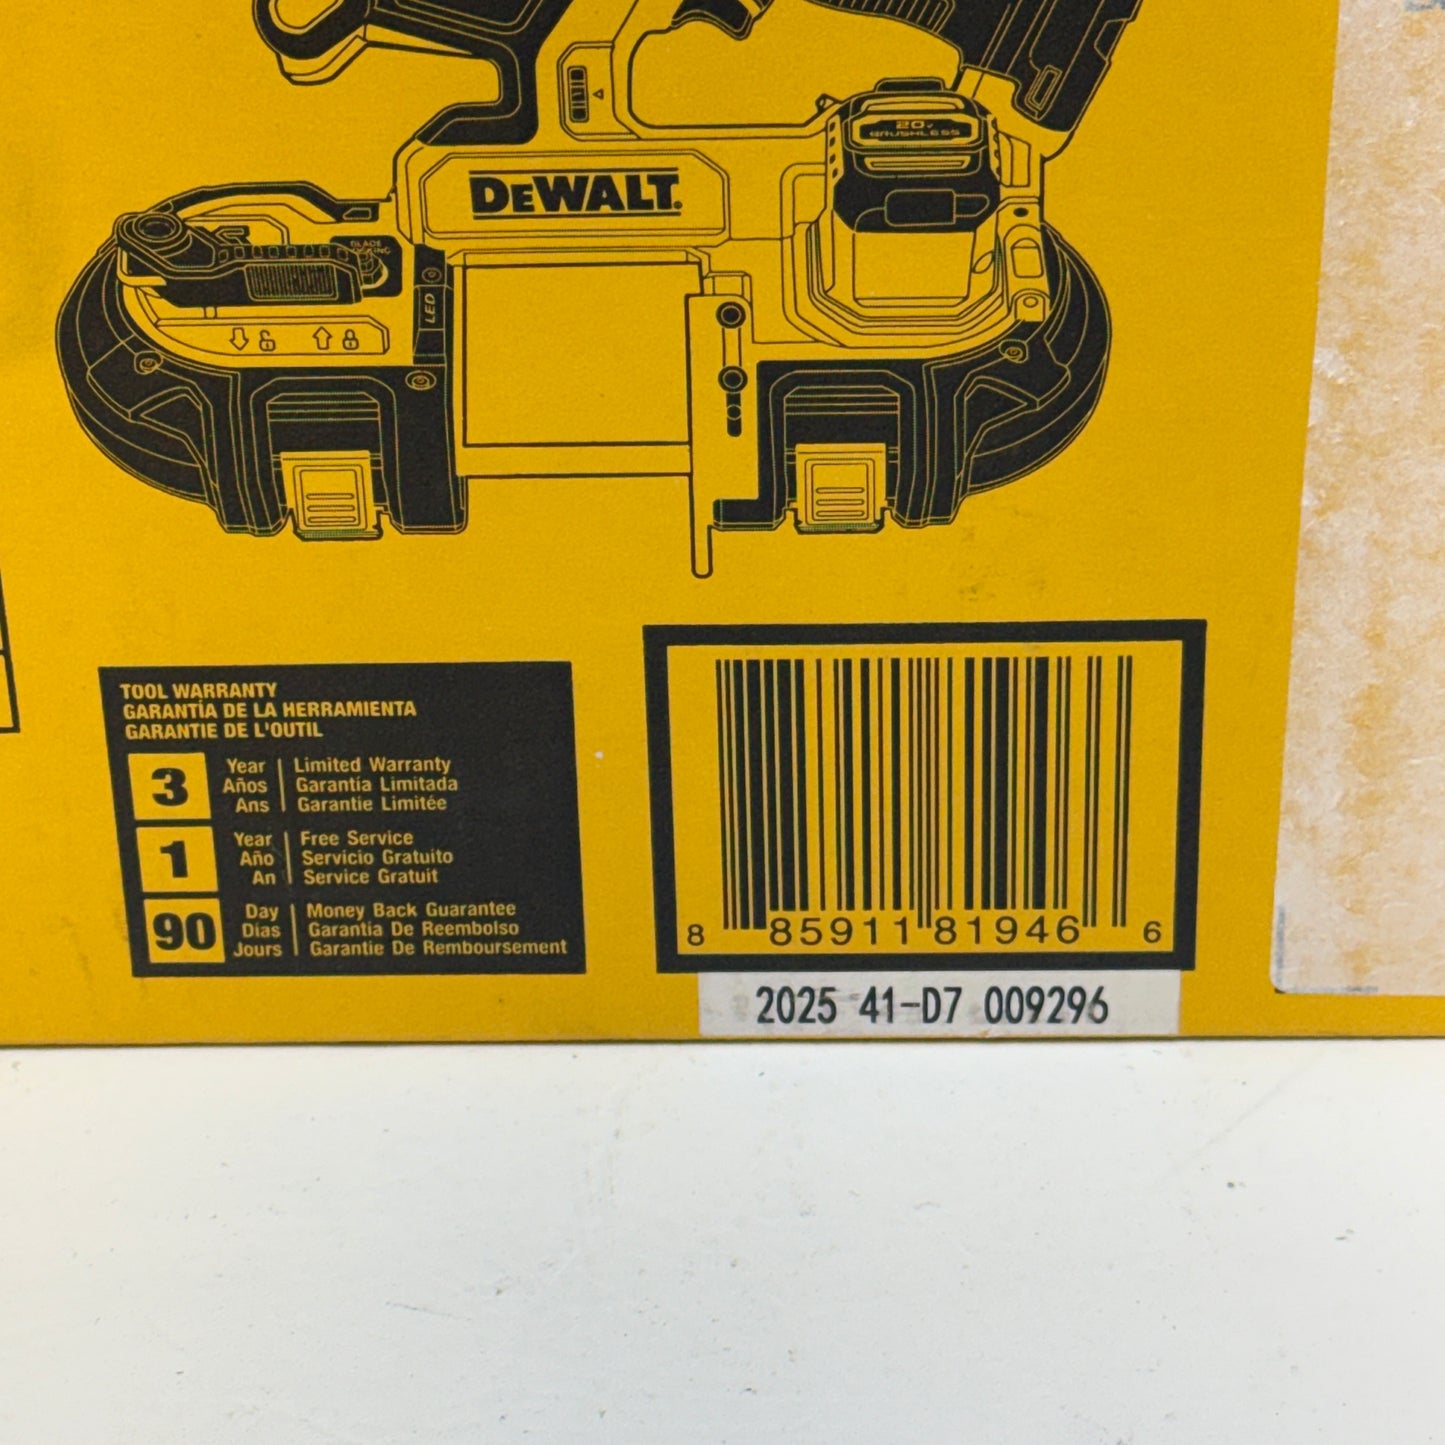 20v
BRUSHLESS
DEWALT.
BLADE
LED
TOOL WARRANTY
GARANTÍA DE LA HERRAMIENTA
GARANTIE DE L'OUTIL
3 Year Limited Warranty
Años Garantía Limitada
Ans Garantie Limitée
1 Year Free Service
Año Servicio Gratuito
An Service Gratuit
90 Day Money Back Guarantee
Días Garantía De Reembolso
Jours Garantie De Remboursement
8 85911 81946 6
2025 41-D7 009296